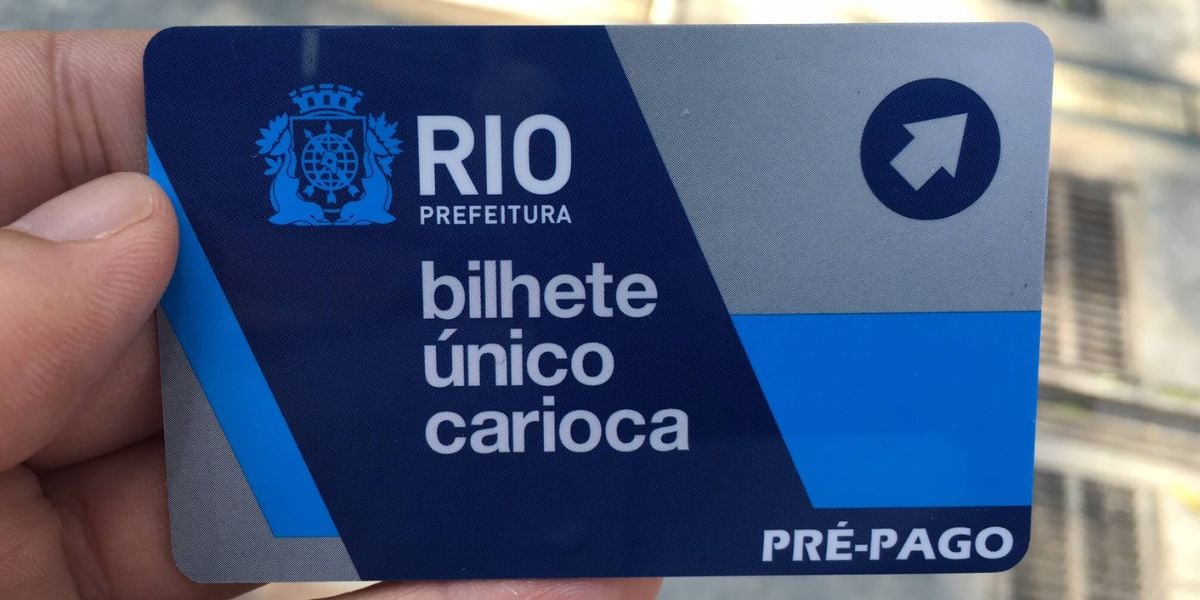 RIO
PREFEITURA
bilhete
único
carioca
PRÉ-PAGO